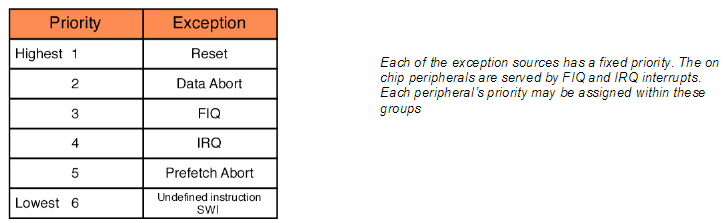 Priority Exception
Highest 1 Reset
2 Data Abort
3 FIQ
4 IRQ
5 Prefetch Abort
Lowest 6 Undefined instruction
SWI
Each of the exception sources has a fixed priority. The on
chip peripherals are served by FIQ and IRQ interrupts.
Each peripheral's priority may be assigned within these
groups